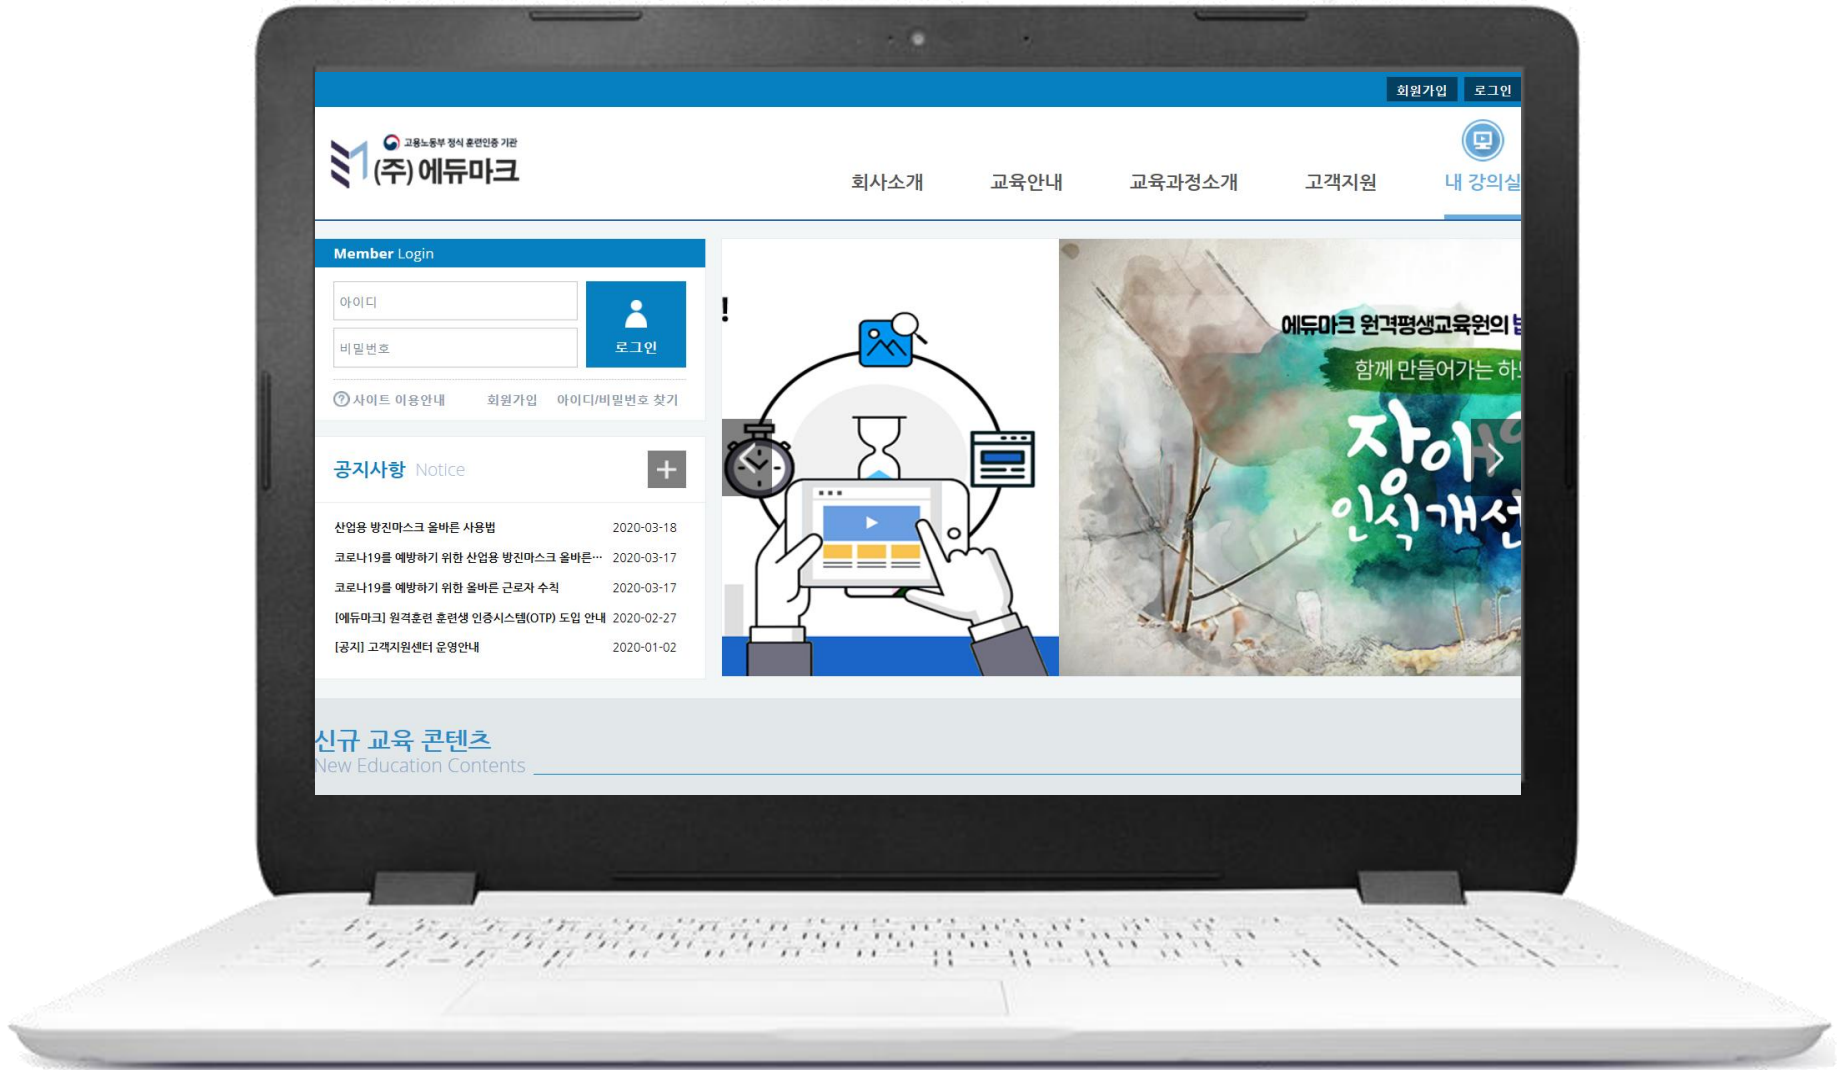 회원가입 로그인
고용노동부 정식 훈련인증 기관
(주)에듀마크
회사소개 교육안내 교육과정소개 고객지원 내 강의실
Member Login
아이디
비밀번호
로그인
사이트 이용안내 회원가입 아이디/비밀번호 찾기
공지사항 Notice
산업용 방진마스크 올바른 사용법 2020-03-18
코로나19를 예방하기 위한 산업용 방진마스크 올바른… 2020-03-17
코로나19를 예방하기 위한 올바른 근로자 수칙 2020-03-17
[에듀마크] 원격훈련 훈련생 인증시스템(OTP) 도입 안내 2020-02-27
[공지] 고객지원센터 운영안내 2020-01-02
!
에듀마크 원격평생교육원의
함께 만들어가는
장애
인식개선
신규 교육 콘텐츠
New Education Contents